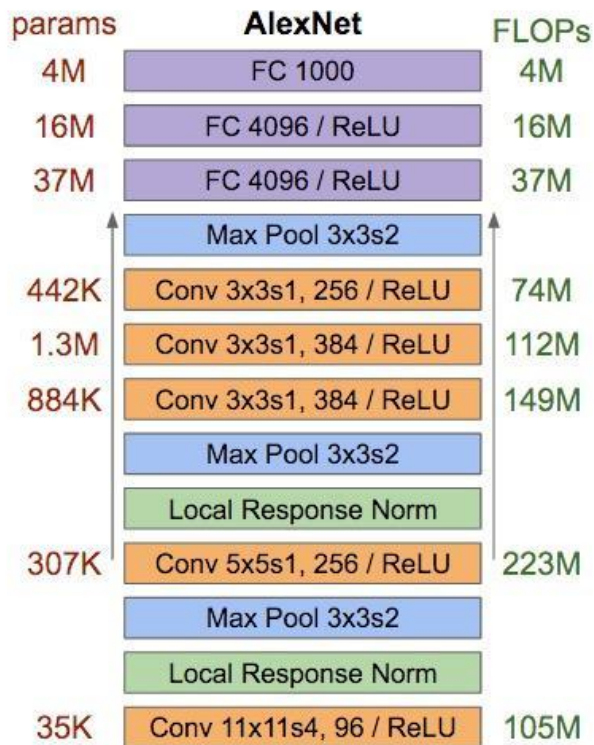 params AlexNet FLOPs
4M FC 1000 4M
16M FC 4096 / ReLU 16M
37M FC 4096 / ReLU 37M
Max Pool 3x3s2
442K Conv 3x3s1, 256 / ReLU 74M
1.3M Conv 3x3s1, 384 / ReLU 112M
884K Conv 3x3s1, 384 / ReLU 149M
Max Pool 3x3s2
Local Response Norm
307K Conv 5x5s1, 256 / ReLU 223M
Max Pool 3x3s2
Local Response Norm
35K Conv 11x11s4, 96 / ReLU 105M